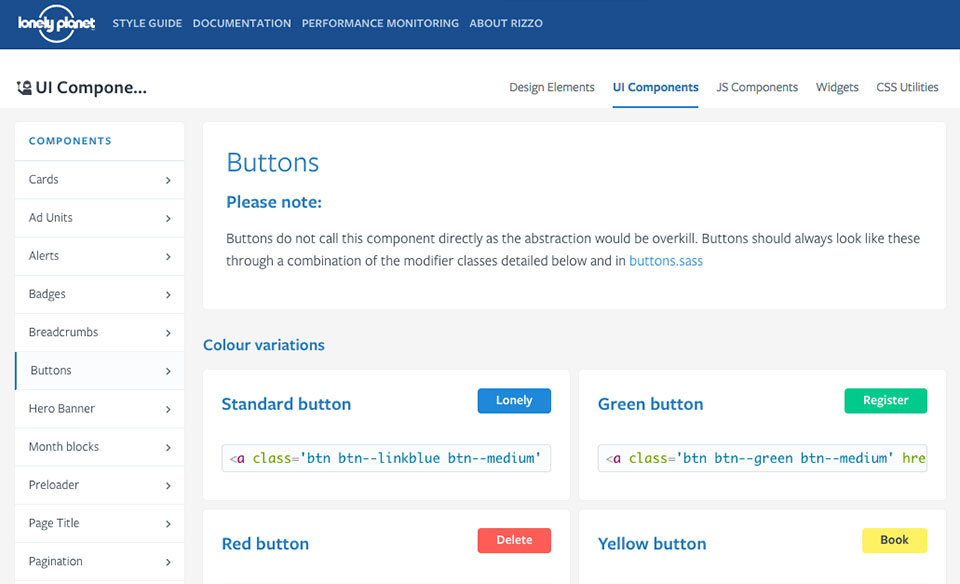 lonely planet STYLE GUIDE DOCUMENTATION PERFORMANCE MONITORING ABOUT RIZZO
UI Compone...
Design Elements UI Components JS Components Widgets CSS Utilities
COMPONENTS
Cards
Ad Units
Alerts
Badges
Breadcrumbs
Buttons
Hero Banner
Month blocks
Preloader
Page Title
Pagination
Buttons
Please note:
Buttons do not call this component directly as the abstraction would be overkill. Buttons should always look like these
through a combination of the modifier classes detailed below and in buttons.sass
Colour variations
Standard button Lonely
<a class='btn btn--linkblue btn--medium'
Green button Register
<a class='btn btn--green btn--medium' hre
Red button Delete
Yellow button Book